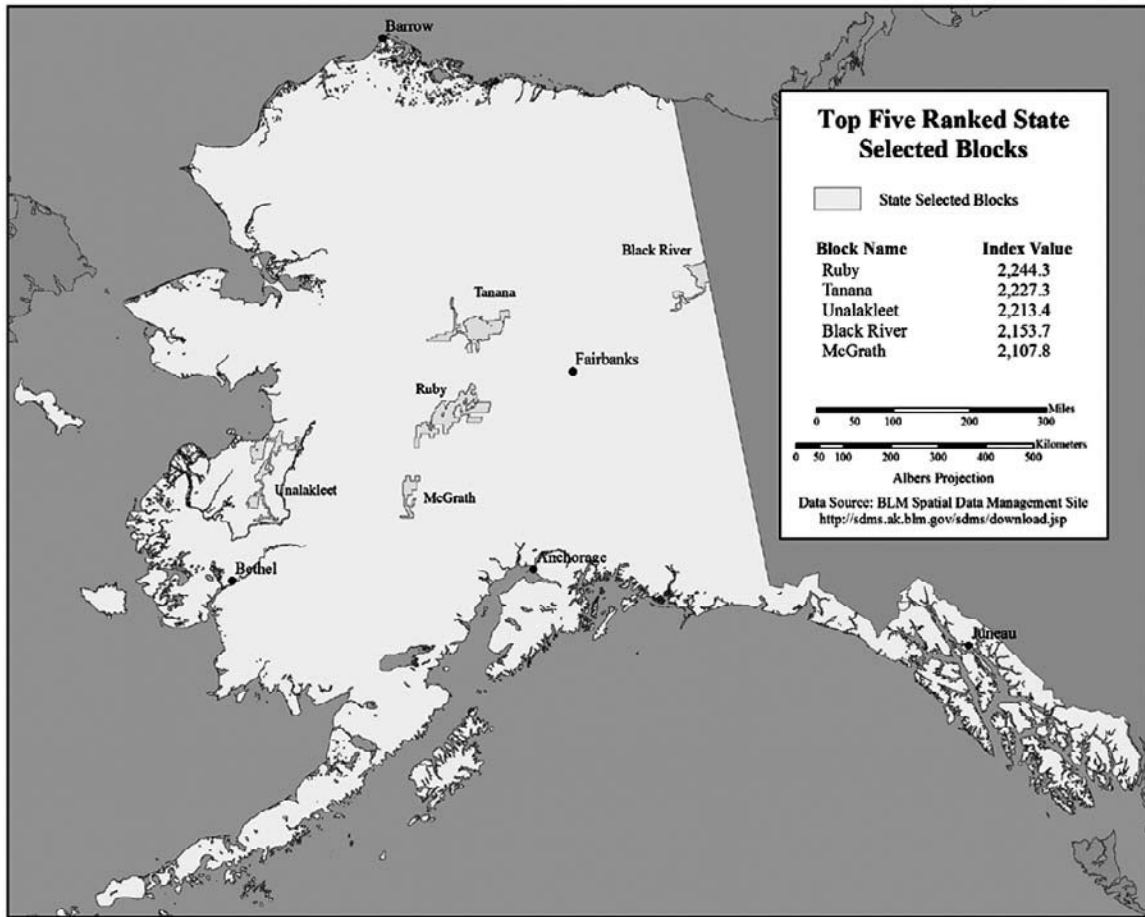 Barrow
Top Five Ranked State
Selected Blocks
State Selected Blocks
Block Name Index Value
Ruby 2,244.3
Tanana 2,227.3
Unalakleet 2,213.4
Black River 2,153.7
McGrath 2,107.8
Miles
0 50 100 200 300
Kilometers
0 50 100 200 300 400 500
Albers Projection
Data Source: BLM Spatial Data Management Site
http://sdms.ak.blm.gov/sdms/download.jsp
Black River
Tanana
Fairbanks
Ruby
Unalakleet
McGrath
Anchorage
Bethel
Juneau